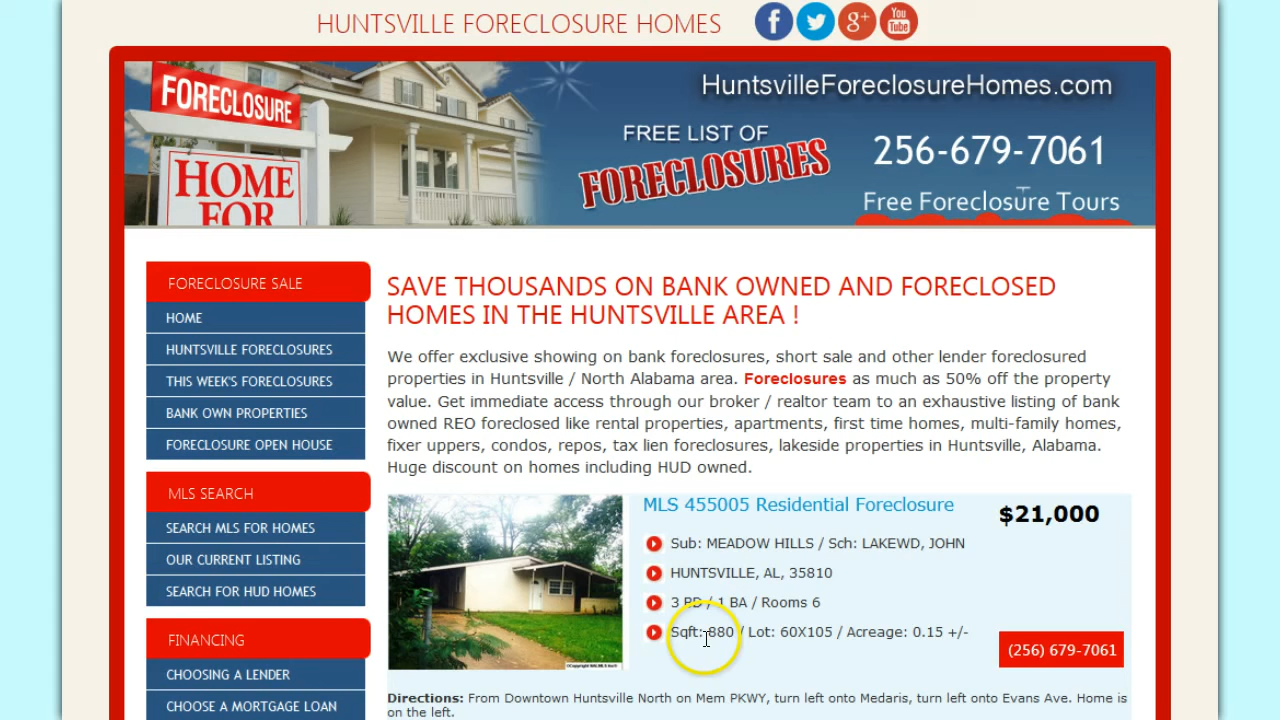 HUNTSVILLE FORECLOSURE HOMES
You
Tube
FORECLOSURE
HOME
FOR
HuntsvilleForeclosureHomes.com
FREE LIST OF
FORECLOSURES
256-679-7061
Free Foreclosure Tours
FORECLOSURE SALE
HOME
HUNTSVILLE FORECLOSURES
THIS WEEK'S FORECLOSURES
BANK OWN PROPERTIES
FORECLOSURE OPEN HOUSE
MLS SEARCH
SEARCH MLS FOR HOMES
OUR CURRENT LISTING
SEARCH FOR HUD HOMES
FINANCING
CHOOSING A LENDER
CHOOSE A MORTGAGE LOAN
SAVE THOUSANDS ON BANK OWNED AND FORECLOSED
HOMES IN THE HUNTSVILLE AREA !
We offer exclusive showing on bank foreclosures, short sale and other lender foreclosured
properties in Huntsville / North Alabama area. Foreclosures as much as 50% off the property
value. Get immediate access through our broker / realtor team to an exhaustive listing of bank
owned REO foreclosed like rental properties, apartments, first time homes, multi-family homes,
fixer uppers, condos, repos, tax lien foreclosures, lakeside properties in Huntsville, Alabama.
Huge discount on homes including HUD owned.
MLS 455005 Residential Foreclosure
$21,000
Sub: MEADOW HILLS / Sch: LAKEWD, JOHN
HUNTSVILLE, AL, 35810
3 BD / 1 BA / Rooms 6
Sqft: 880 / Lot: 60X105 / Acreage: 0.15 +/-
(256) 679-7061
Directions: From Downtown Huntsville North on Mem PKWY, turn left onto Medaris, turn left onto Evans Ave. Home is
on the left.